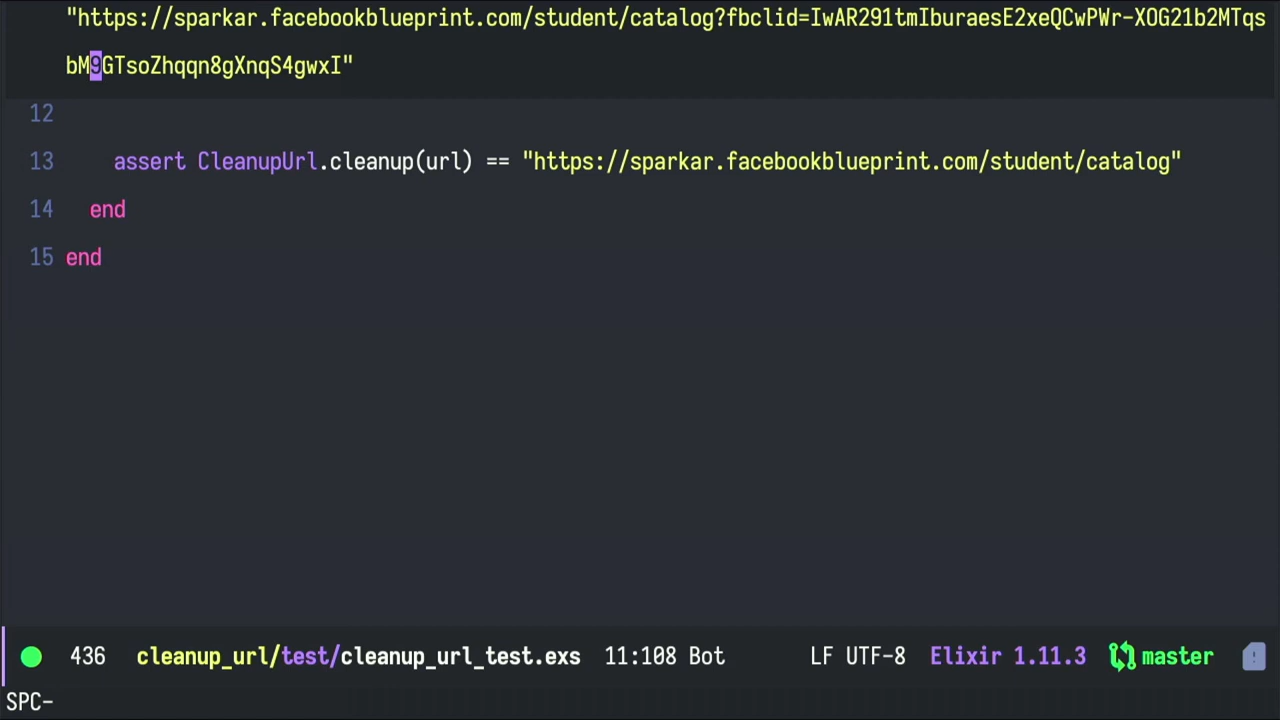 "https://sparkar.facebookblueprint.com/student/catalog?fbclid=IwAR291tmIburaesE2xeQCwPWr-XOG21b2MTqs
bM9GTsoZhqqn8gXnqS4gwxI"
12
13 assert CleanupUrl.cleanup(url) == "https://sparkar.facebookblueprint.com/student/catalog"
14 end
15 end
436 cleanup_url/test/cleanup_url_test.exs 11:108 Bot LF UTF-8 Elixir 1.11.3 master
SPC-